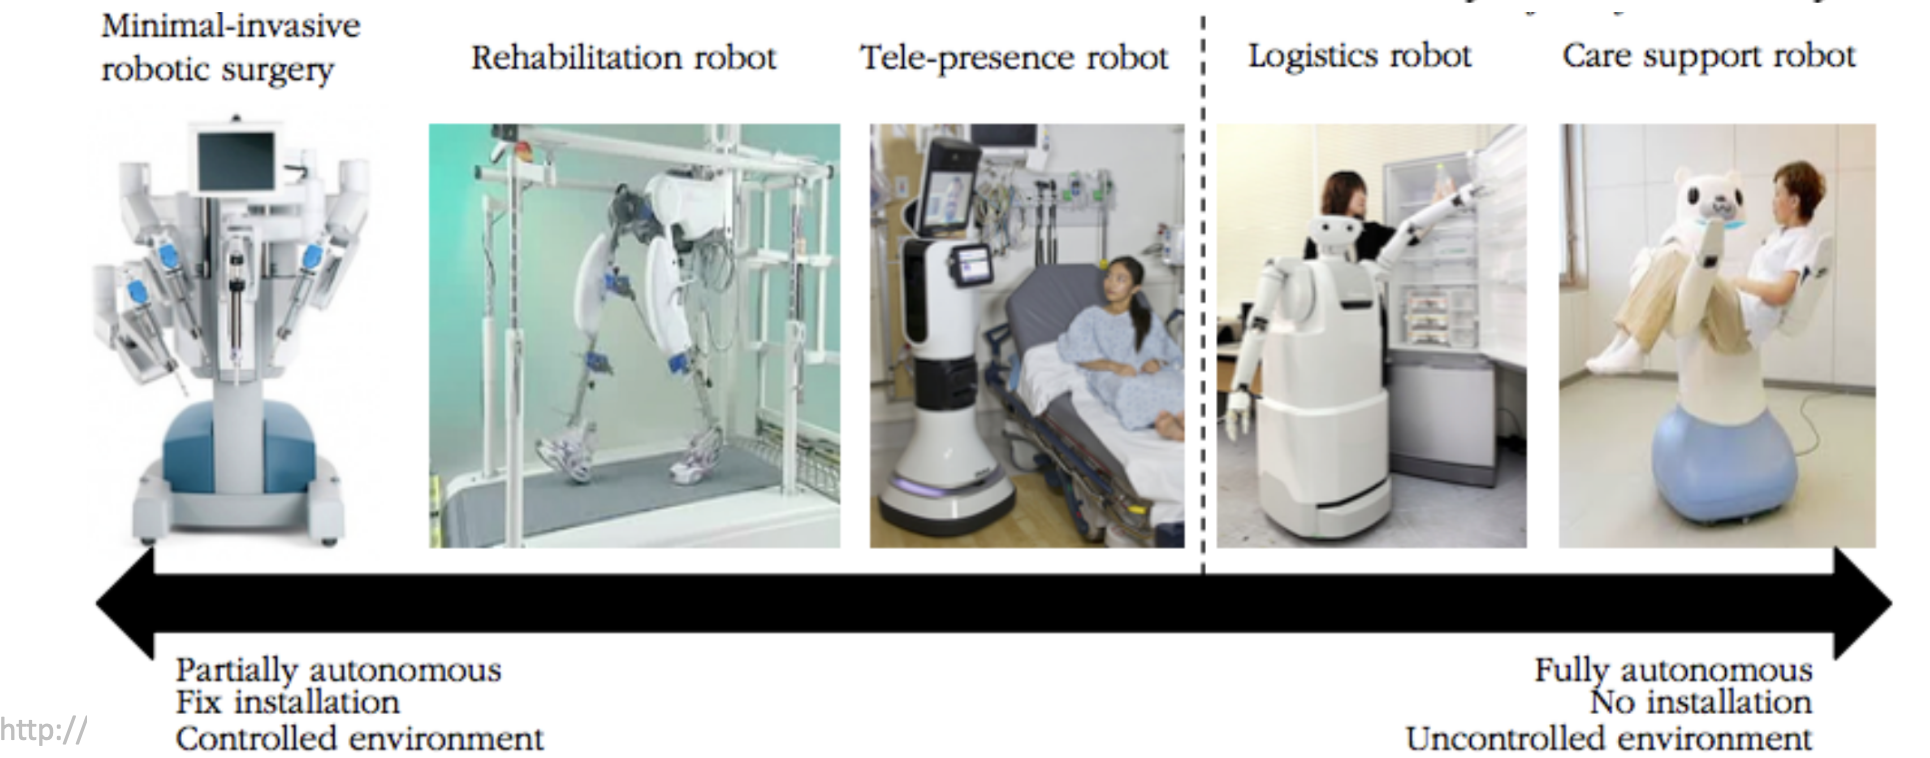 Minimal-invasive
robotic surgery
Rehabilitation robot
Tele-presence robot
Logistics robot
Care support robot
Partially autonomous
Fix installation
Controlled environment
Fully autonomous
No installation
Uncontrolled environment
http://